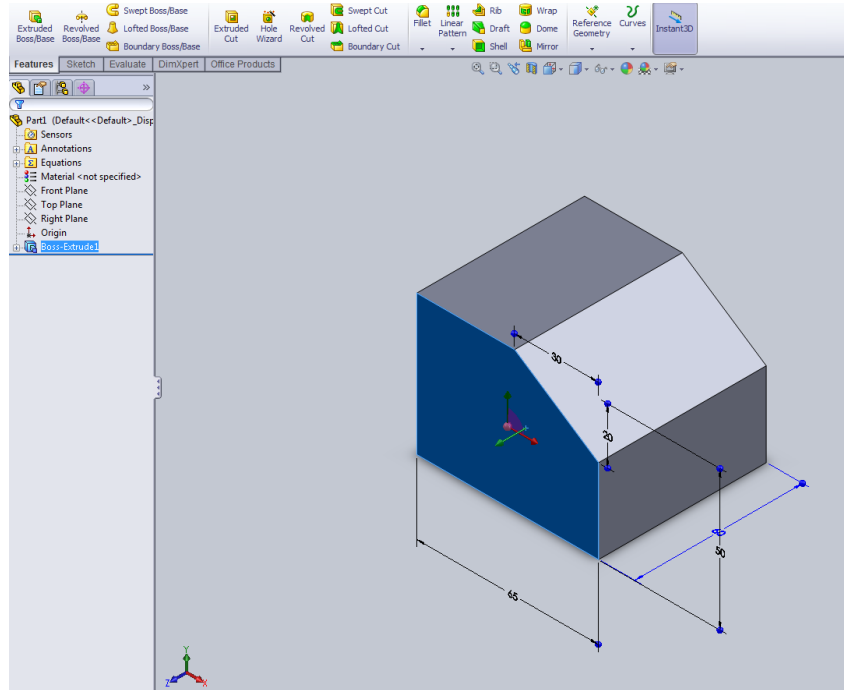 Extruded Boss/Base
Revolved Boss/Base
Swept Boss/Base
Lofted Boss/Base
Boundary Boss/Base
Extruded Cut
Hole Wizard
Revolved Cut
Swept Cut
Lofted Cut
Boundary Cut
Fillet
Linear Pattern
Rib
Draft
Shell
Wrap
Dome
Mirror
Reference Geometry
Curves
Instant3D
Features
Sketch
Evaluate
DimXpert
Office Products
Part1 (Default<<Default>_Disp
Sensors
Annotations
Equations
Material <not specified>
Front Plane
Top Plane
Right Plane
Origin
Boss-Extrude1
30
20
50
65
Y
Z
X